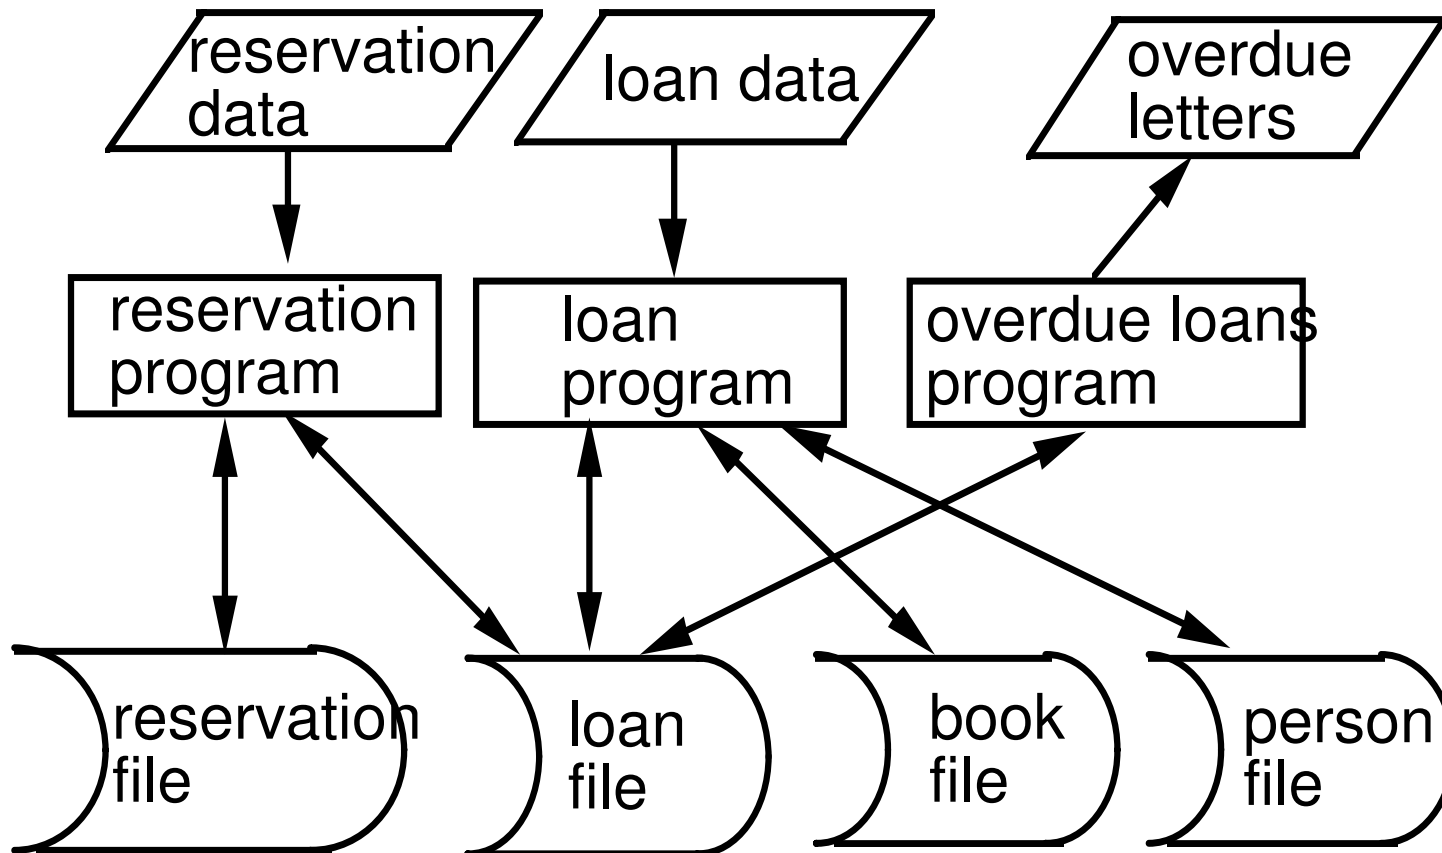 reservation
data
loan data
overdue
letters
reservation
program
loan
program
overdue loans
program
reservation
file
loan
file
book
file
person
file